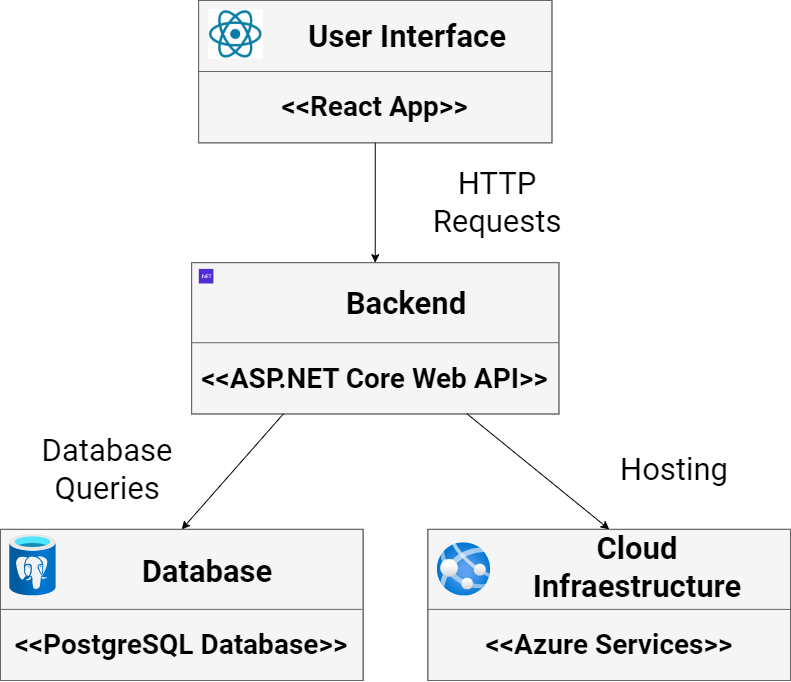 User Interface
<<React App>>
HTTP
Requests
.NET
Backend
<<ASP.NET Core Web API>>
Database
Queries
Hosting
Database
<<PostgreSQL Database>>
Cloud
Infraestructure
<<Azure Services>>